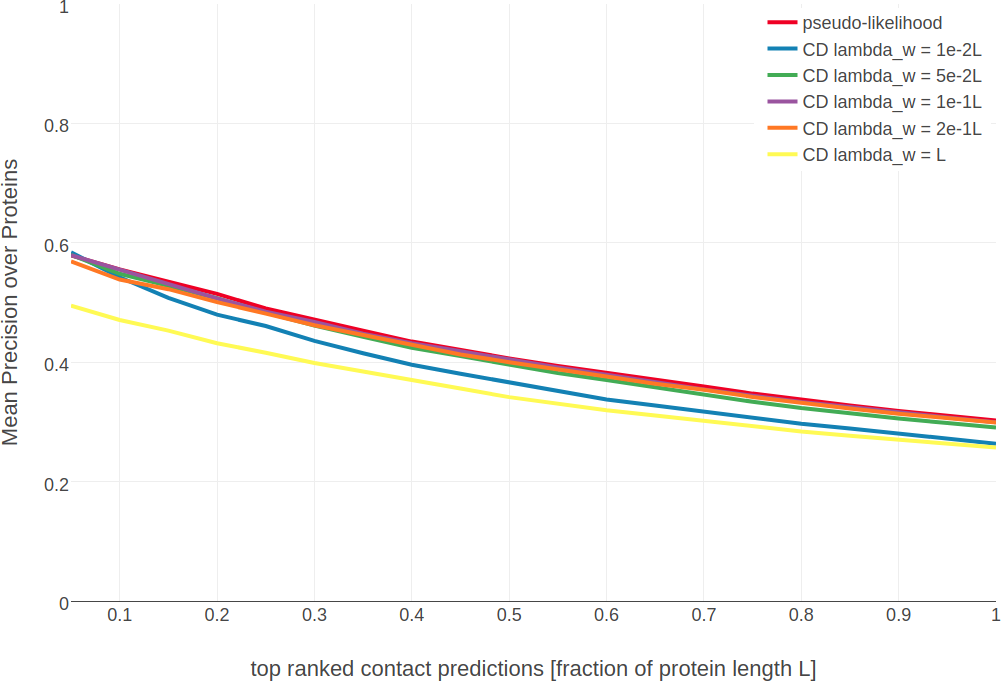 1
0.8
0.6
0.4
0.2
0
Mean Precision over Proteins
pseudo-likelihood
CD lambda_w = 1e-2L
CD lambda_w = 5e-2L
CD lambda_w = 1e-1L
CD lambda_w = 2e-1L
CD lambda_w = L
0.1 0.2 0.3 0.4 0.5 0.6 0.7 0.8 0.9 1
top ranked contact predictions [fraction of protein length L]